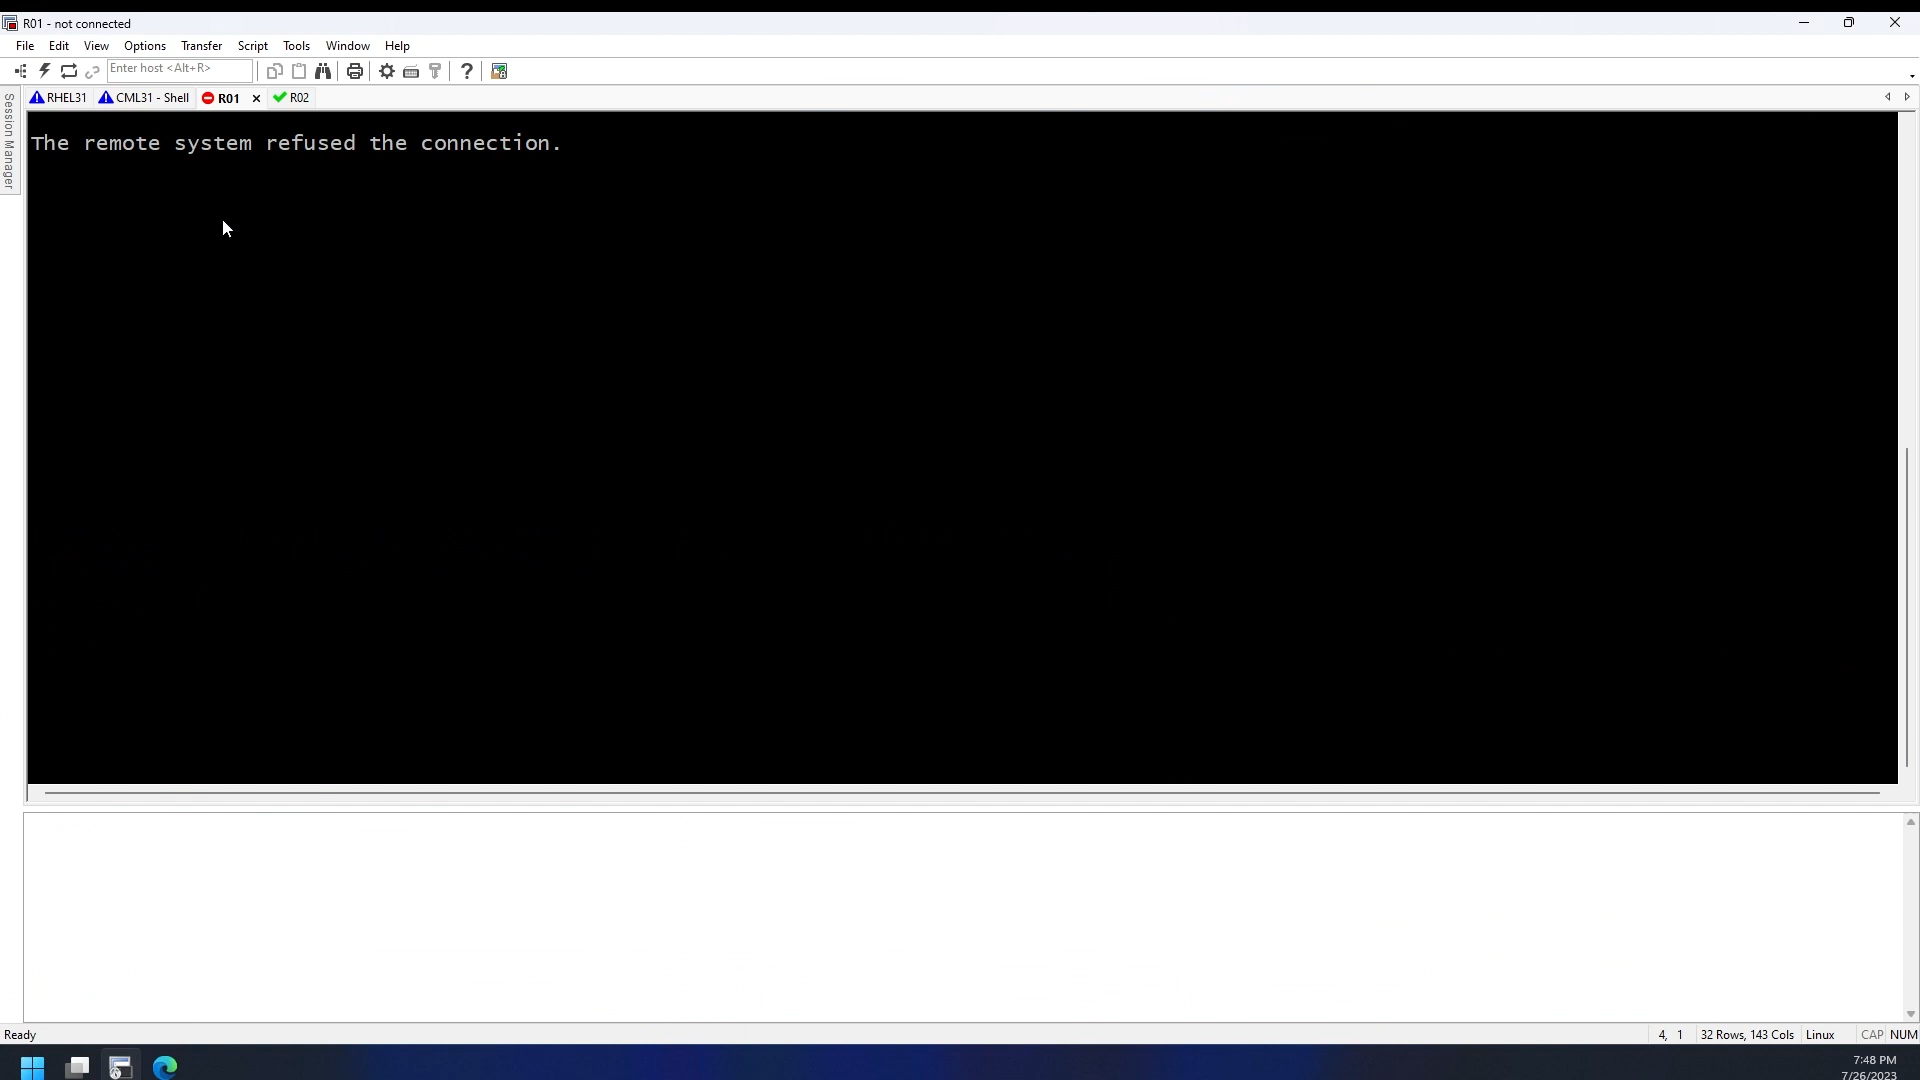 R01 - not connected
File Edit View Options Transfer Script Tools Window Help
Enter host <Alt+R>
Session Manager
RHEL31 CML31 - Shell R01 R02
The remote system refused the connection.
Ready 4, 1 32 Rows, 143 Cols Linux CAP NUM
7:48 PM
7/26/2023